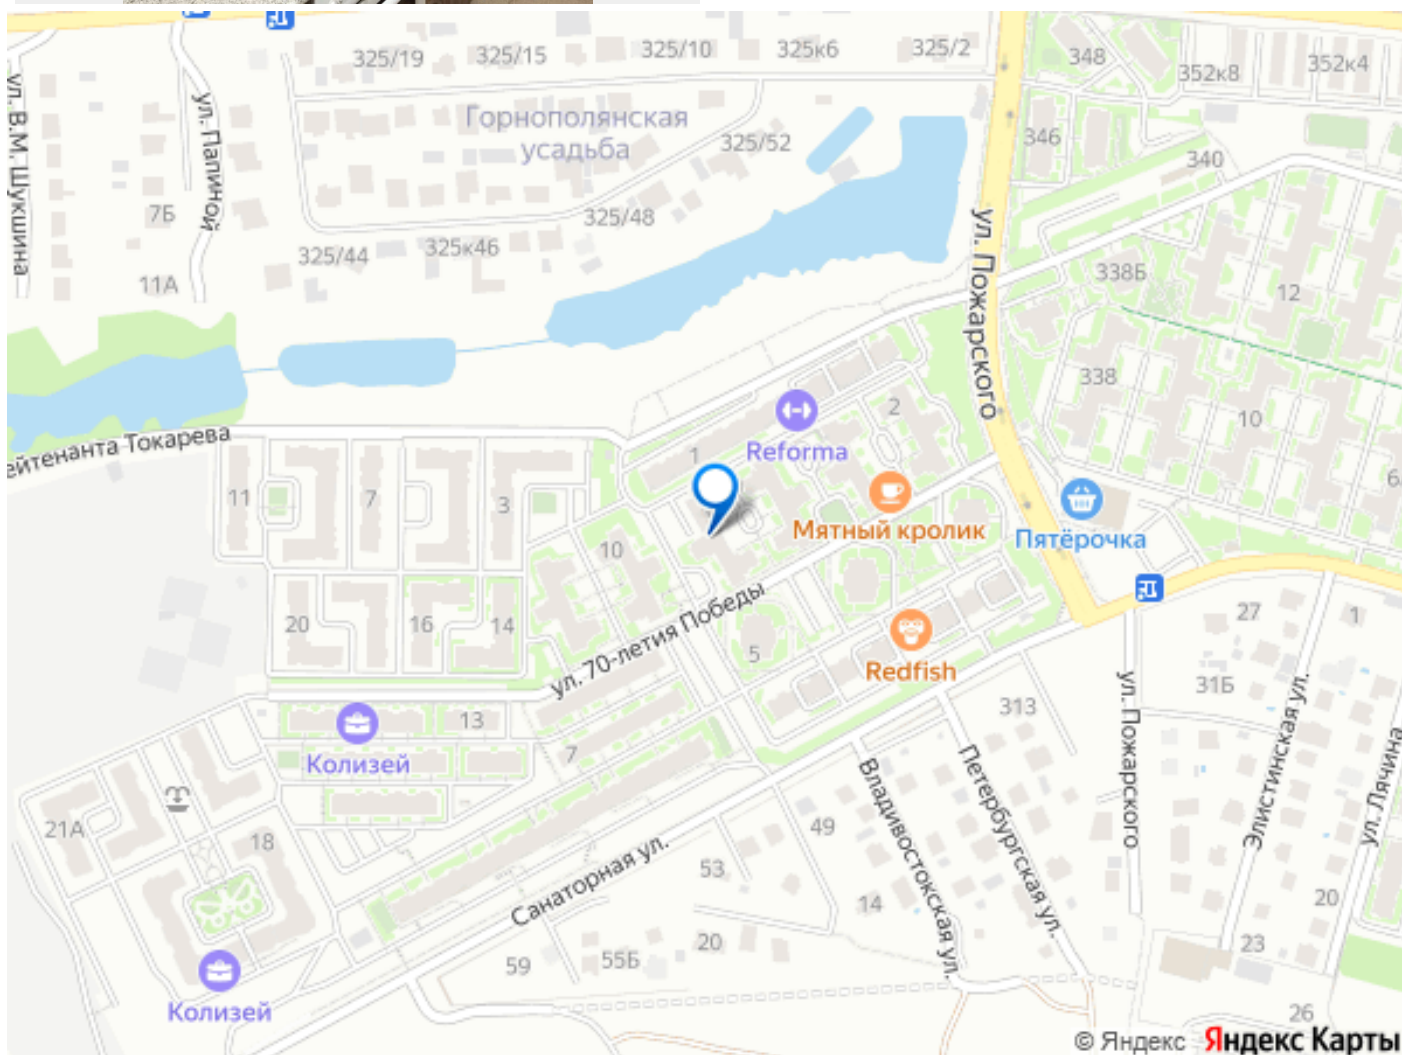 325/19
325/15
325/10
325к6
325/2
348
352к8
352к4
ул. В.М. Шукшина
ул. Папиной
Горнополянская
усадьба
325/52
346
340
7Б
325/48
ул. Пожарского
325/44
325к46
11А
338Б
12
338
2
10
Reforma
1
ейтенанта Токарева
11
7
3
Мятный кролик
Пятёрочка
10
20
16
14
ул. 70-летия Победы
5
Redfish
27
1
31Б
ул. Пожарского
Элистинская ул.
ул. Лячина
313
13
Колизей
7
Владивостокская ул.
Петербургская ул.
21А
18
49
53
Санаторная ул.
14
20
20
23
59
55Б
Колизей
26
© Яндекс Яндекс Карты